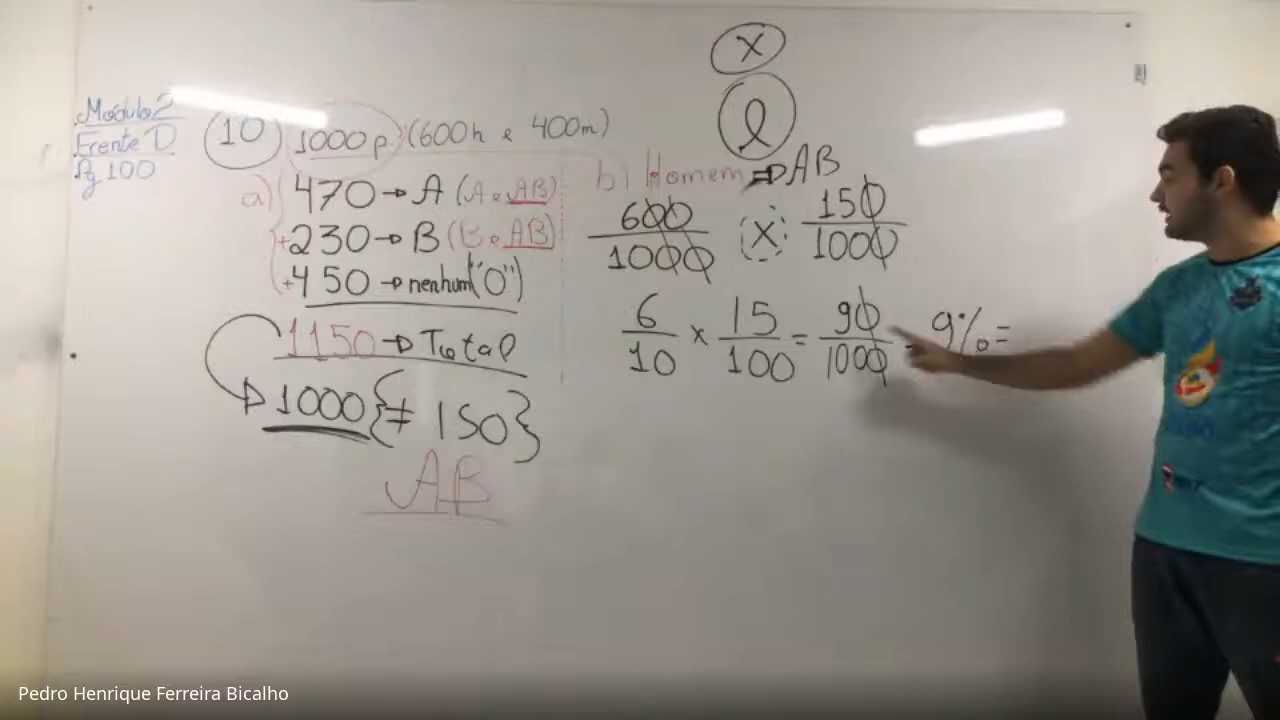 Módulo 2
Frente D
Pg 100
10
1000 p. (600h e 400m)
a) 470 → A (A e AB)
+230 → B (B e AB)
+450 → nenhum ("O")
1150 → Total
1000 {≠ 150}
AB
X
e
b) Homem ⇒ AB
600/1000 X 150/1000
6/10 x 15/100 = 90/1000 9% =
Pedro Henrique Ferreira Bicalho